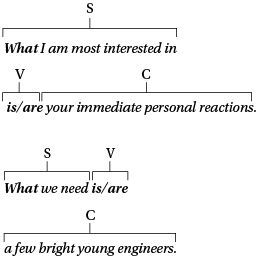 S
What I am most interested in
V C
is/are your immediate personal reactions.
S V
What we need is/are
C
a few bright young engineers.